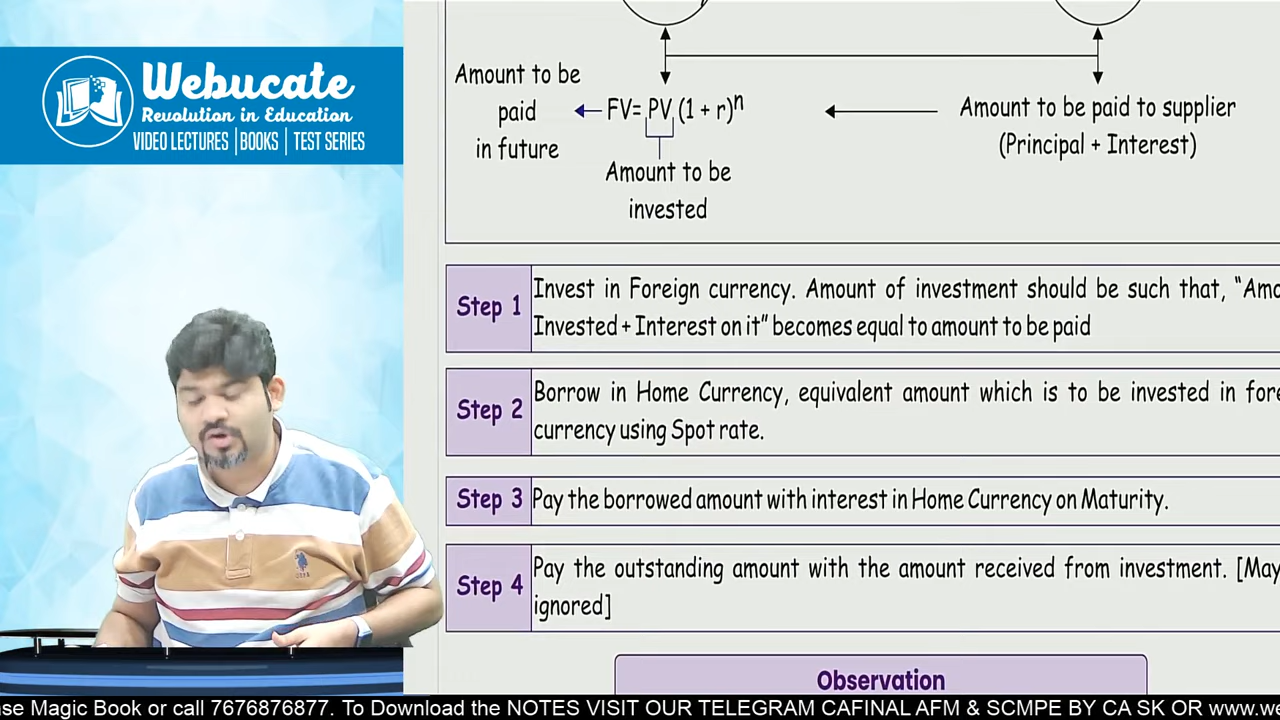 Webucate
Revolution in Education
VIDEO LECTURES | BOOKS | TEST SERIES
Amount to be
paid
in future
FV= PV (1 + r)n
Amount to be
invested
Amount to be paid to supplier
(Principal + Interest)
Step 1
Invest in Foreign currency. Amount of investment should be such that,
Invested + Interest on it” becomes equal to amount to be paid
Step 2
Borrow in Home Currency, equivalent amount which is to be invested in
currency using Spot rate.
Step 3
Pay the borrowed amount with interest in Home Currency on Maturity.
Step 4
Pay the outstanding amount with the amount received from investment. [May
ignored]
Observation
Magic Book or call 7676876877. To Download the NOTES VISIT OUR TELEGRAM CAFINAL AFM & SCMPE BY CA SK OR